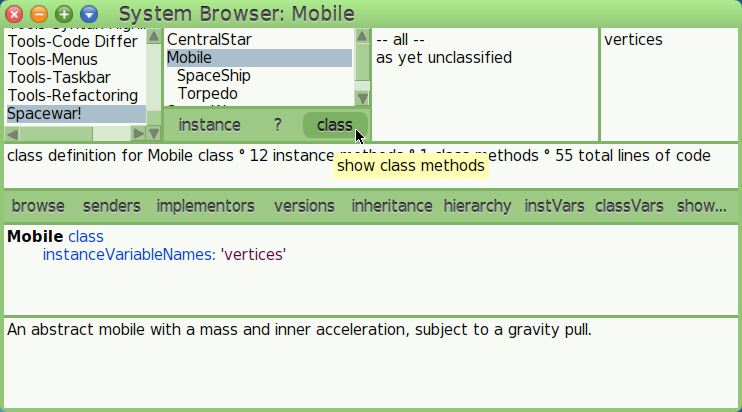 System Browser: Mobile
Tools-Code Differ
Tools-Menus
Tools-Taskbar
Tools-Refactoring
Spacewar!
CentralStar
Mobile
SpaceShip
Torpedo
instance ? class
-- all --
as yet unclassified
vertices
class definition for Mobile class ° 12 instance methods ° 1 class methods ° 55 total lines of code
show class methods
browse senders implementors versions inheritance hierarchy instVars classVars show...
Mobile class
instanceVariableNames: 'vertices'
An abstract mobile with a mass and inner acceleration, subject to a gravity pull.